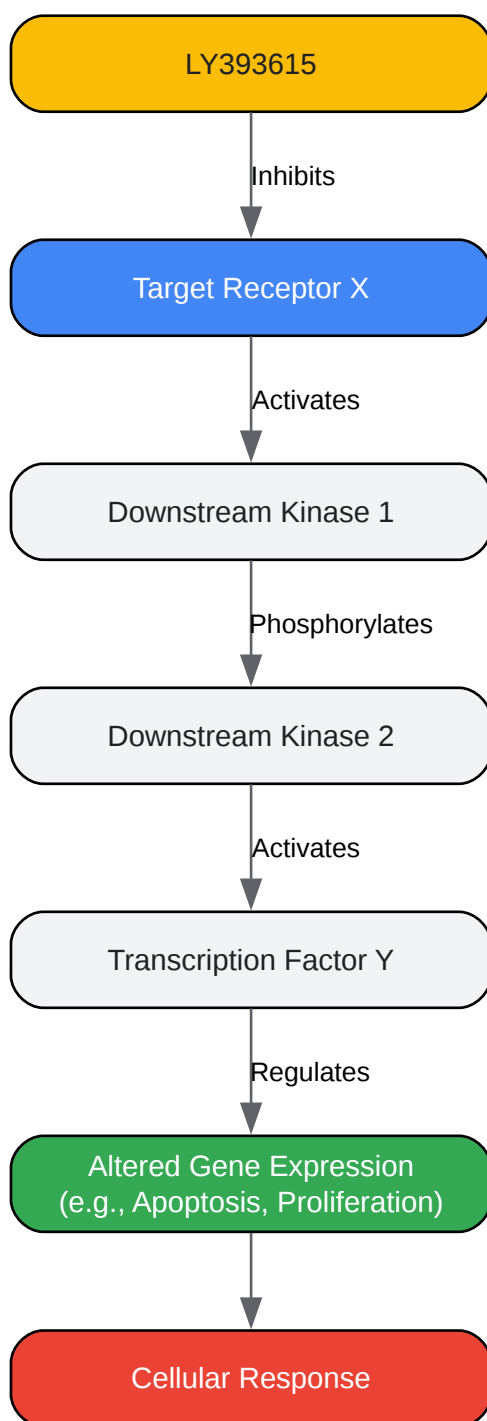 LY393615
Inhibits
Target Receptor X
Activates
Downstream Kinase 1
Phosphorylates
Downstream Kinase 2
Activates
Transcription Factor Y
Regulates
Altered Gene Expression
(e.g., Apoptosis, Proliferation)
Cellular Response